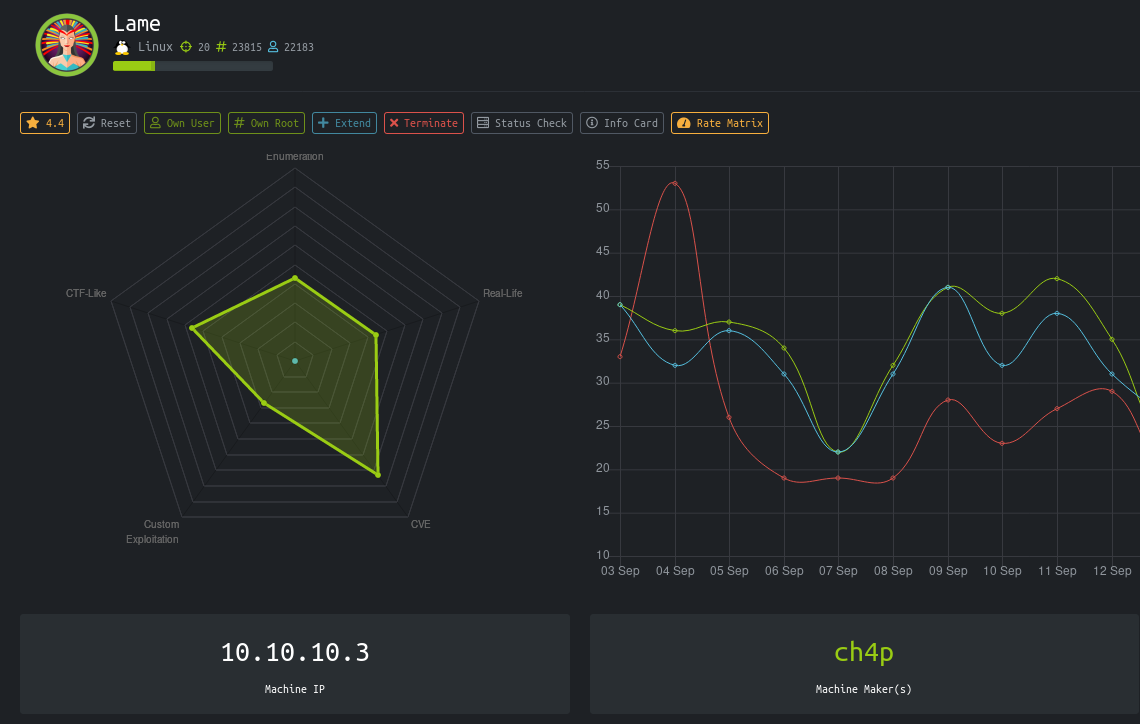 Lame
Linux 20 # 23815 22183
4.4 Reset Own User # Own Root Extend Terminate Status Check Info Card Rate Matrix
Enumeration
CTF-Like
Real-Life
Custom
Exploitation
CVE
55
50
45
40
35
30
25
20
15
10
03 Sep 04 Sep 05 Sep 06 Sep 07 Sep 08 Sep 09 Sep 10 Sep 11 Sep 12 Sep
10.10.10.3
Machine IP
ch4p
Machine Maker(s)